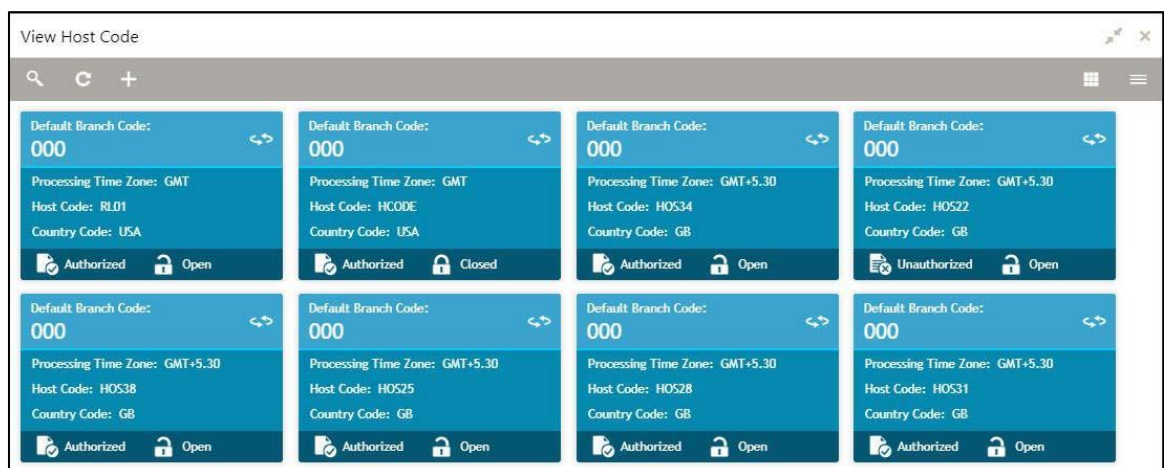 View Host Code
Default Branch Code:
000
Processing Time Zone: GMT
Host Code: RL01
Country Code: USA
Authorized Open
Default Branch Code:
000
Processing Time Zone: GMT
Host Code: HCODE
Country Code: USA
Authorized Closed
Default Branch Code:
000
Processing Time Zone: GMT+5.30
Host Code: HOS34
Country Code: GB
Authorized Open
Default Branch Code:
000
Processing Time Zone: GMT+5.30
Host Code: HOS22
Country Code: GB
Unauthorized Open
Default Branch Code:
000
Processing Time Zone: GMT+5.30
Host Code: HOS38
Country Code: GB
Authorized Open
Default Branch Code:
000
Processing Time Zone: GMT+5.30
Host Code: HOS25
Country Code: GB
Authorized Open
Default Branch Code:
000
Processing Time Zone: GMT+5.30
Host Code: HOS28
Country Code: GB
Authorized Open
Default Branch Code:
000
Processing Time Zone: GMT+5.30
Host Code: HOS31
Country Code: GB
Authorized Open